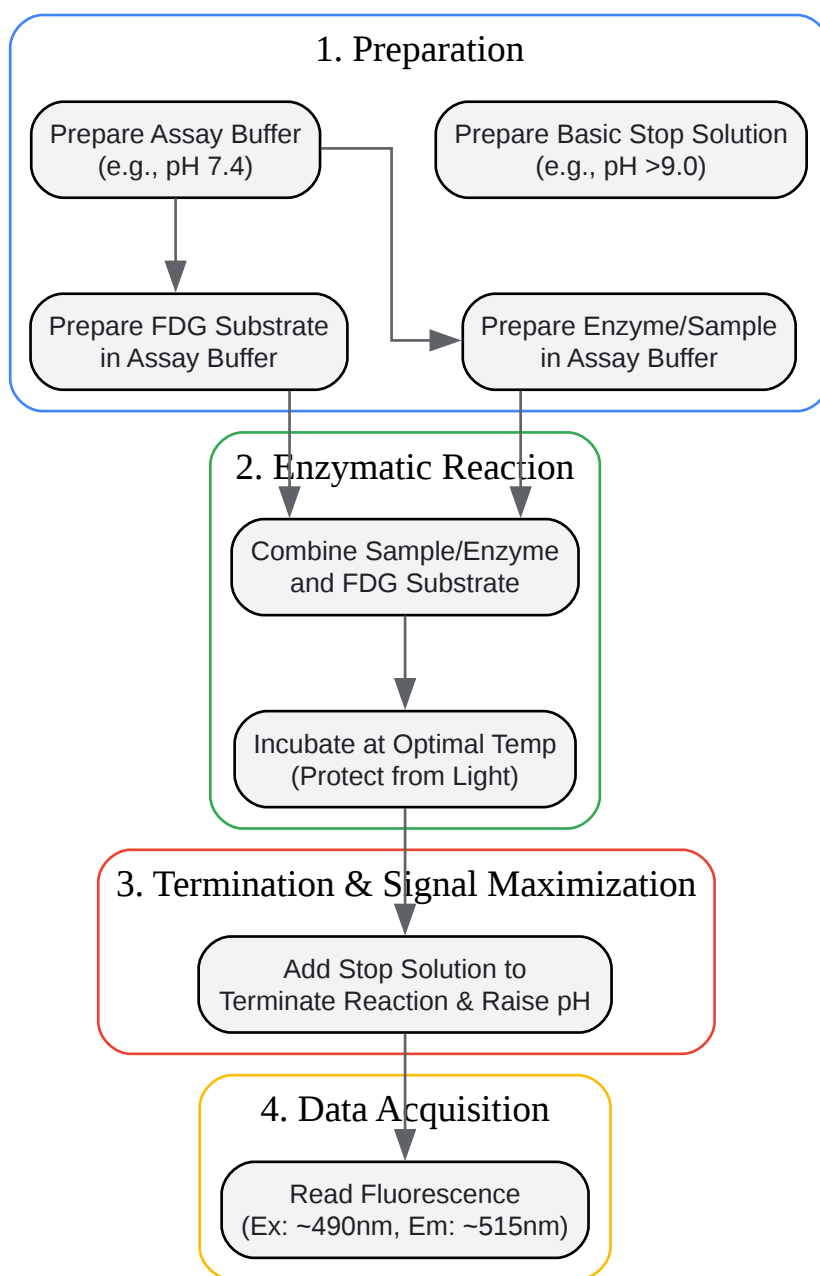 1. Preparation
Prepare Assay Buffer
(e.g., pH 7.4)
Prepare Basic Stop Solution
(e.g., pH >9.0)
Prepare FDG Substrate
in Assay Buffer
Prepare Enzyme/Sample
in Assay Buffer
2. Enzymatic Reaction
Combine Sample/Enzyme
and FDG Substrate
Incubate at Optimal Temp
(Protect from Light)
3. Termination & Signal Maximization
Add Stop Solution to
Terminate Reaction & Raise pH
4. Data Acquisition
Read Fluorescence
(Ex: ~490nm, Em: ~515nm)